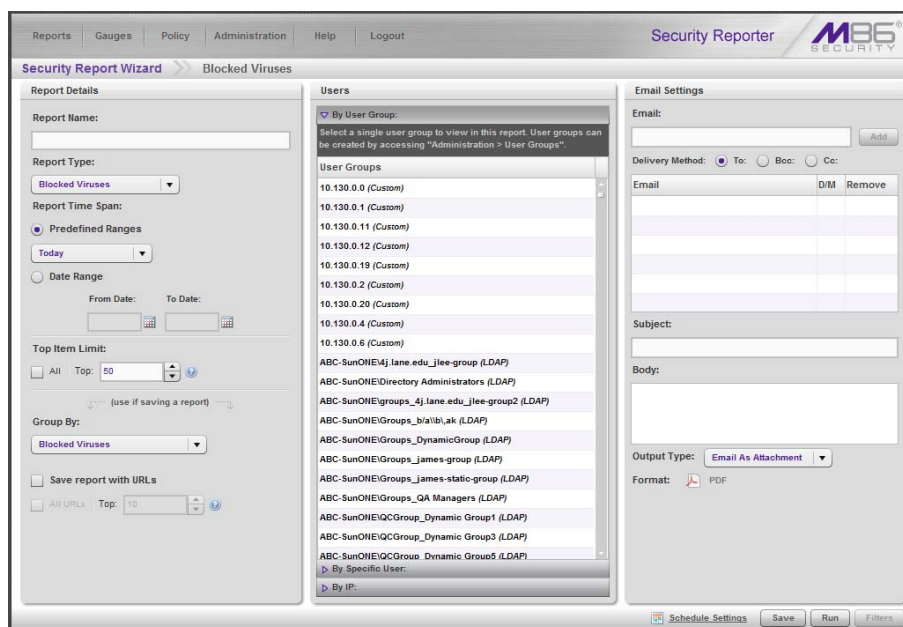 Reports Gauges Policy Administration Help Logout
Security Reporter
M86®
SECURITY
Security Report Wizard Blocked Viruses
Report Details
Report Name:
Report Type:
Blocked Viruses
Report Time Span:
Predefined Ranges
Today
Date Range
From Date: To Date:
Top Item Limit:
All Top: 50
(use if saving a report)
Group By:
Blocked Viruses
Save report with URLs
All URLs Top: 10
Users
By User Group:
Select a single user group to view in this report. User groups can
be created by accessing "Administration > User Groups".
User Groups
10.130.0.0 (Custom)
10.130.0.1 (Custom)
10.130.0.11 (Custom)
10.130.0.12 (Custom)
10.130.0.19 (Custom)
10.130.0.2 (Custom)
10.130.0.20 (Custom)
10.130.0.4 (Custom)
10.130.0.6 (Custom)
ABC-SunONE\4j.lane.edu_jlee-group (LDAP)
ABC-SunONE\Directory Administrators (LDAP)
ABC-SunONE\groups_4j.lane.edu_jlee-group2 (LDAP)
ABC-SunONE\Groups_b/a\\b\,ak (LDAP)
ABC-SunONE\Groups_DynamicGroup (LDAP)
ABC-SunONE\Groups_james-group (LDAP)
ABC-SunONE\Groups_james-static-group (LDAP)
ABC-SunONE\Groups_QA Managers (LDAP)
ABC-SunONE\QCGroup_Dynamic Group1 (LDAP)
ABC-SunONE\QCGroup_Dynamic Group3 (LDAP)
ABC-SunONE\QCGroup_Dynamic Group5 (LDAP)
By Specific User:
By IP:
Email Settings
Email:
Add
Delivery Method: To: Bcc: Cc:
Email D/M Remove
Subject:
Body:
Output Type: Email As Attachment
Format: PDF
Schedule Settings Save Run Filters